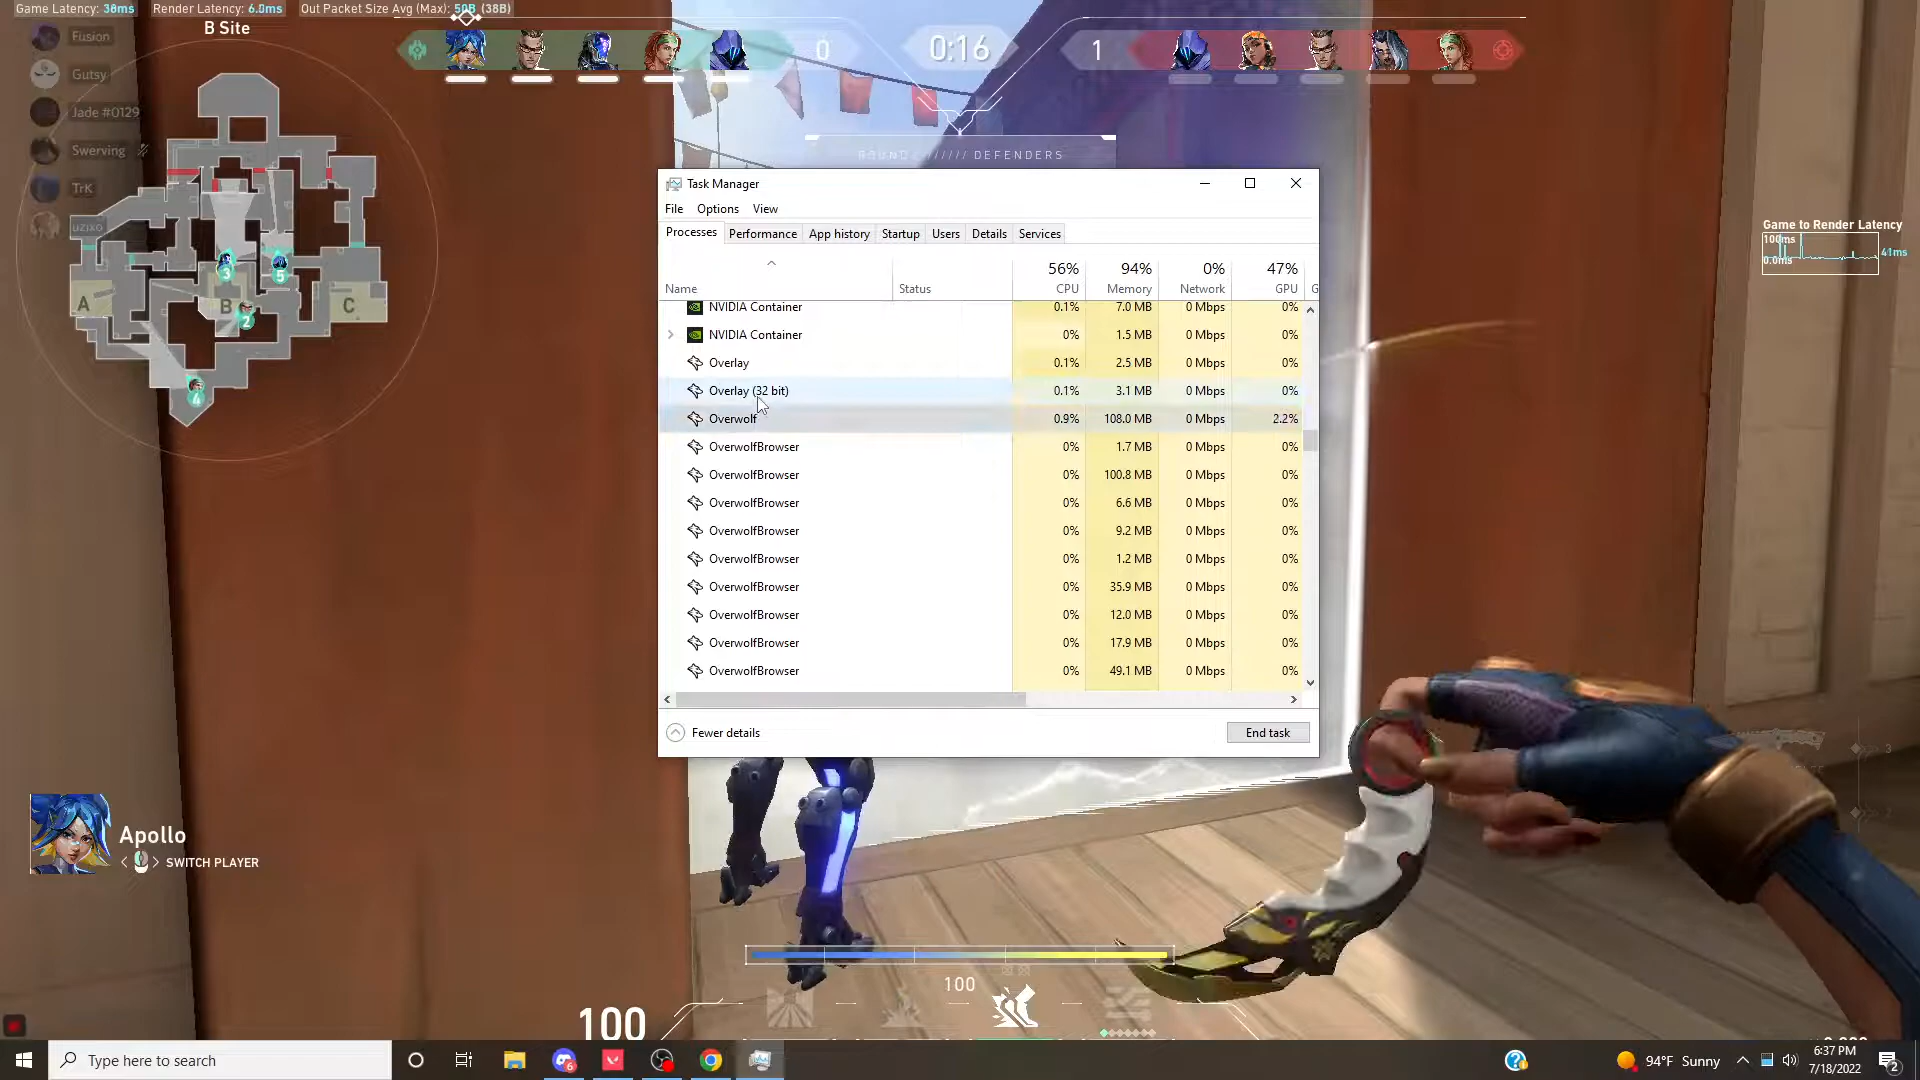 Game Latency: 38ms Render Latency: 6.0ms Out Packet Size Avg (Max): 50B (38B)
B Site
Fusion
Gutsy
Jade #0129
Swerving
TrK
uzixo
0
0:16
1
DEFENDERS
A
B
C
3
5
2
4
Game to Render Latency
100ms
0.0ms
41ms
Task Manager
File Options View
Processes Performance App history Startup Users Details Services
56% 94% 0% 47%
Name Status CPU Memory Network GPU G
NVIDIA Container 0.1% 7.0 MB 0 Mbps 0%
NVIDIA Container 0% 1.5 MB 0 Mbps 0%
Overlay 0.1% 2.5 MB 0 Mbps 0%
Overlay (32 bit) 0.1% 3.1 MB 0 Mbps 0%
Overwolf 0.9% 108.0 MB 0 Mbps 2.2%
OverwolfBrowser 0% 1.7 MB 0 Mbps 0%
OverwolfBrowser 0% 100.8 MB 0 Mbps 0%
OverwolfBrowser 0% 6.6 MB 0 Mbps 0%
OverwolfBrowser 0% 9.2 MB 0 Mbps 0%
OverwolfBrowser 0% 1.2 MB 0 Mbps 0%
OverwolfBrowser 0% 35.9 MB 0 Mbps 0%
OverwolfBrowser 0% 12.0 MB 0 Mbps 0%
OverwolfBrowser 0% 17.9 MB 0 Mbps 0%
OverwolfBrowser 0% 49.1 MB 0 Mbps 0%
Fewer details
End task
3
2
Apollo
SWITCH PLAYER
100
100
Type here to search
6
94°F Sunny
6:37 PM
7/18/2022
2